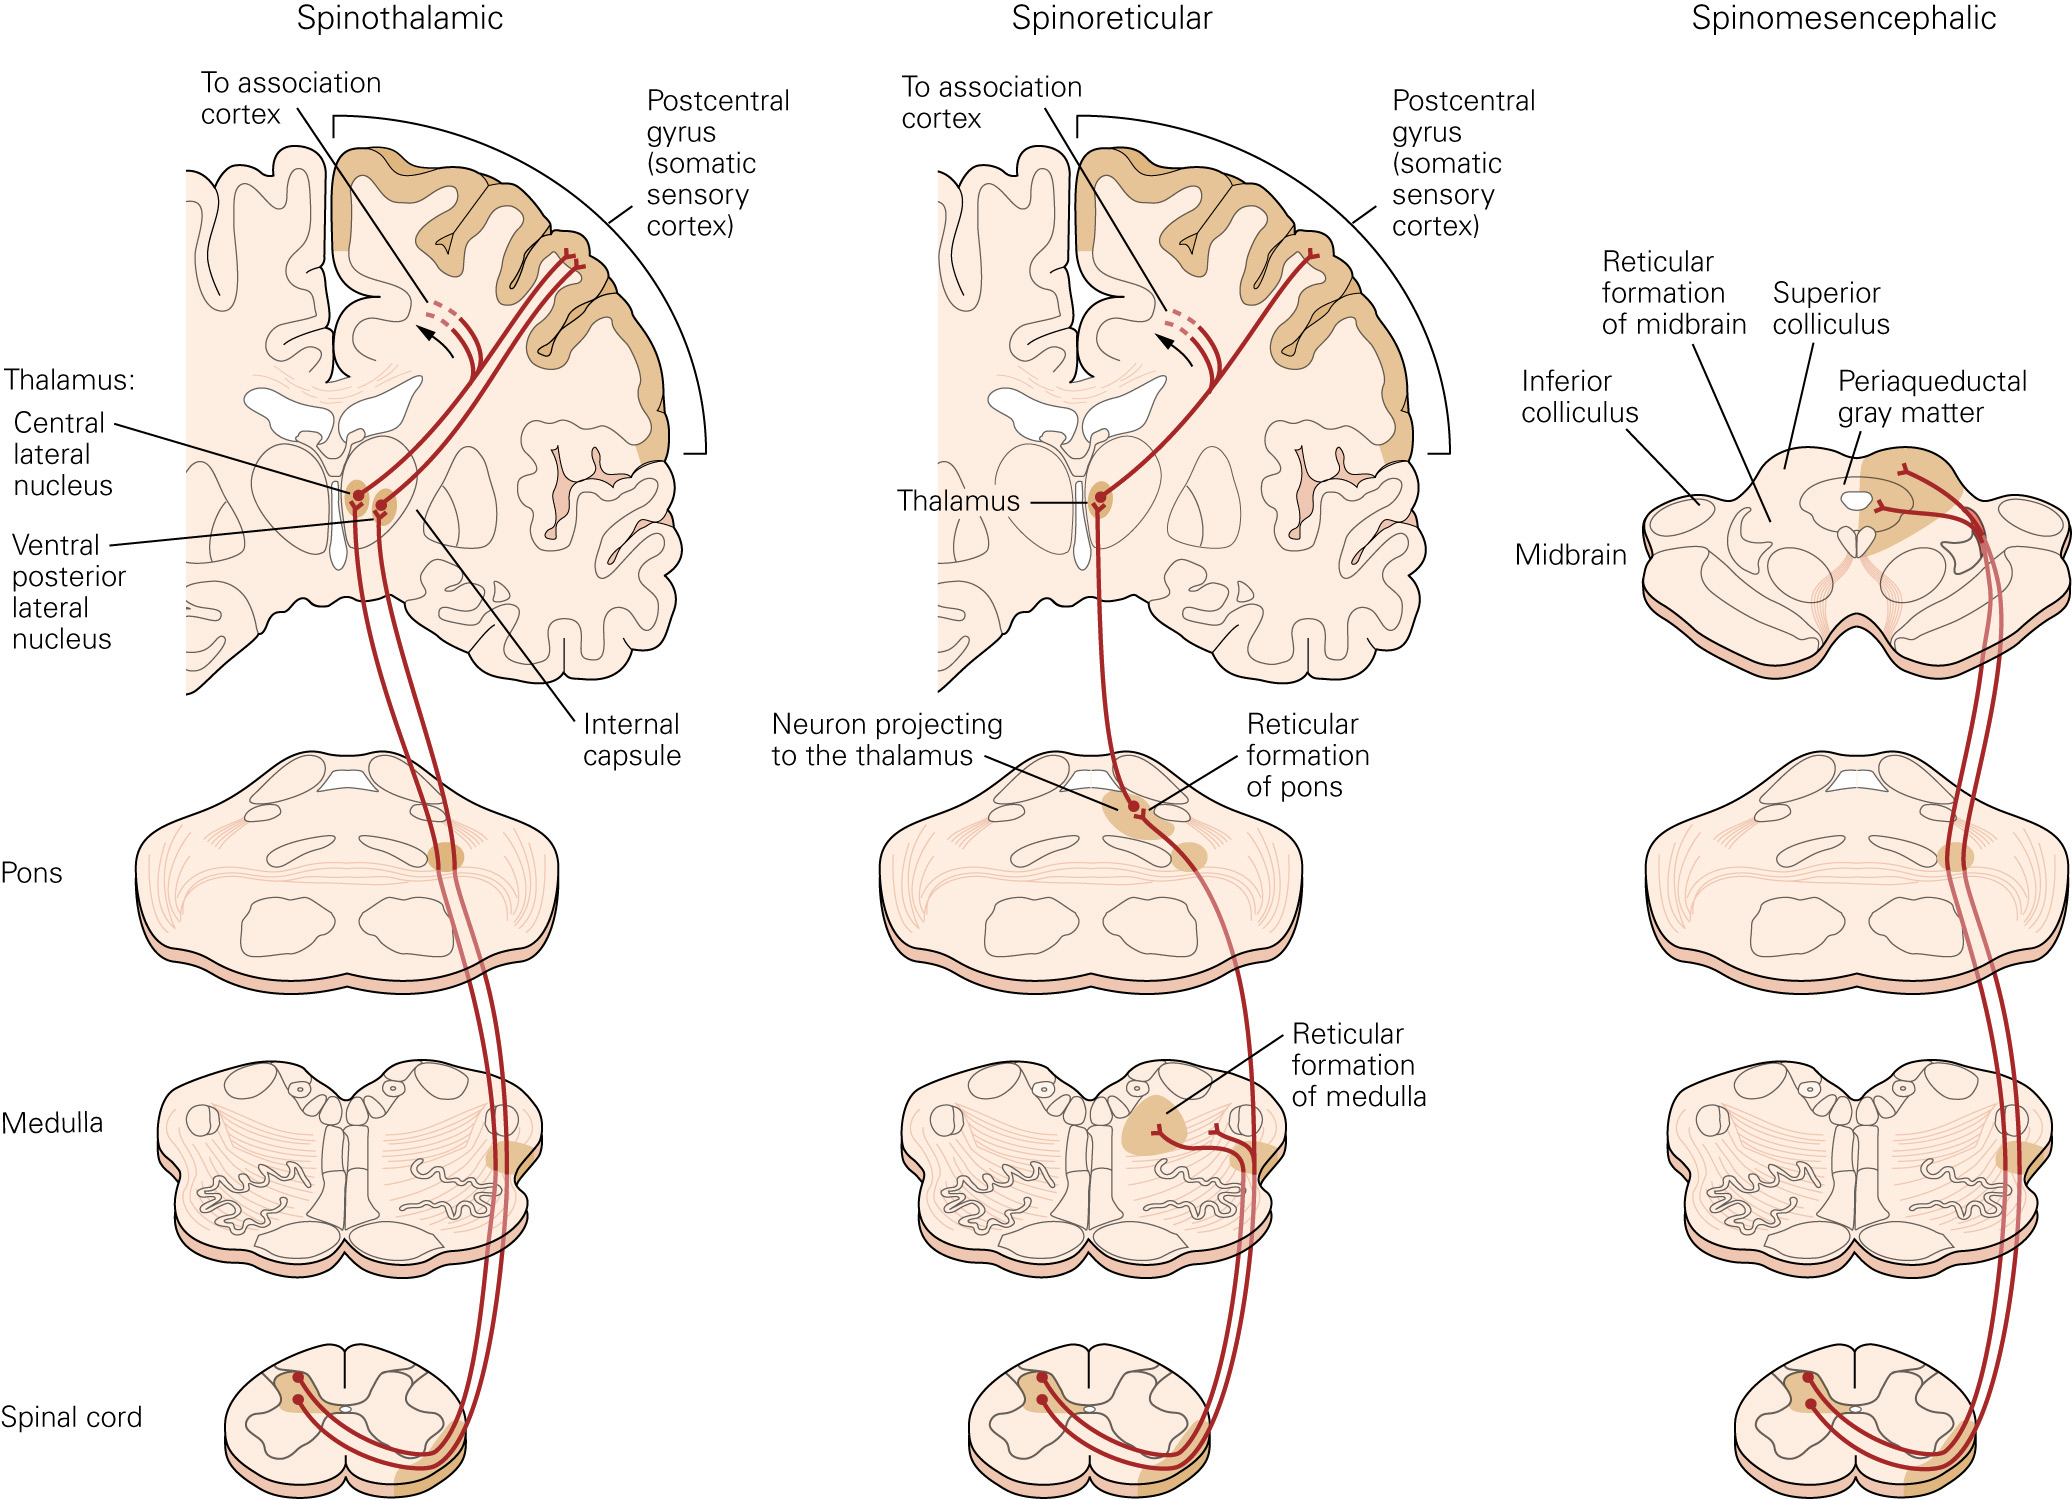 Spinothalamic
Spinoreticular
Spinomesencephalic
To association
cortex
Postcentral
gyrus
(somatic
sensory
cortex)
Thalamus:
Central
lateral
nucleus
Ventral
posterior
lateral
nucleus
Internal
capsule
To association
cortex
Postcentral
gyrus
(somatic
sensory
cortex)
Thalamus
Neuron projecting
to the thalamus
Reticular
formation
of pons
Reticular
formation
of medulla
Reticular
formation
of midbrain
Superior
colliculus
Inferior
colliculus
Periaqueductal
gray matter
Midbrain
Pons
Medulla
Spinal cord